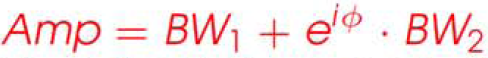 Amp = BW₁ + e^{iϕ} · BW₂